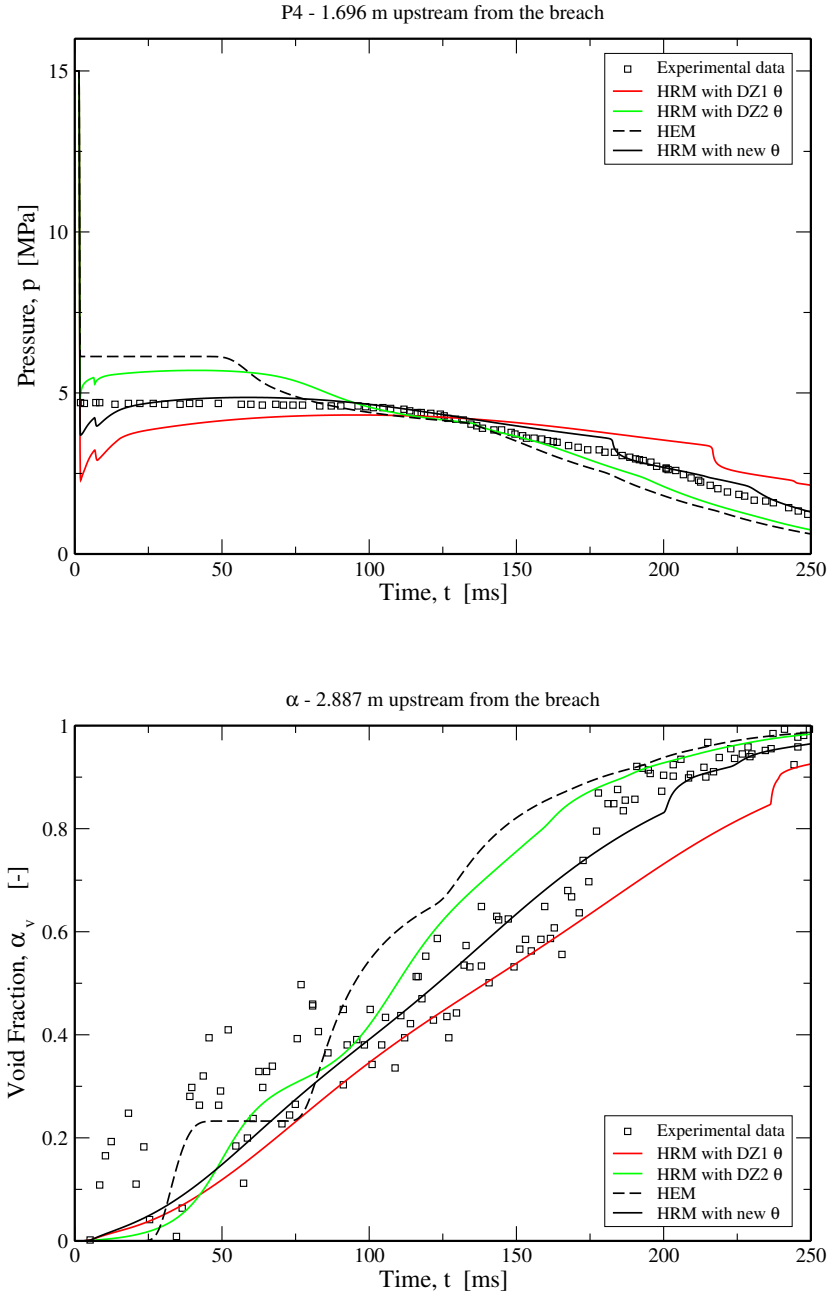 P4 - 1.696 m upstream from the breach
15
10
5
0
Pressure, p [MPa]
Experimental data
HRM with DZ1 θ
HRM with DZ2 θ
HEM
HRM with new θ
0 50 100 150 200 250
Time, t [ms]
α - 2.887 m upstream from the breach
1
0.8
0.6
0.4
0.2
0
Void Fraction, α_v [-]
Experimental data
HRM with DZ1 θ
HRM with DZ2 θ
HEM
HRM with new θ
0 50 100 150 200 250
Time, t [ms]